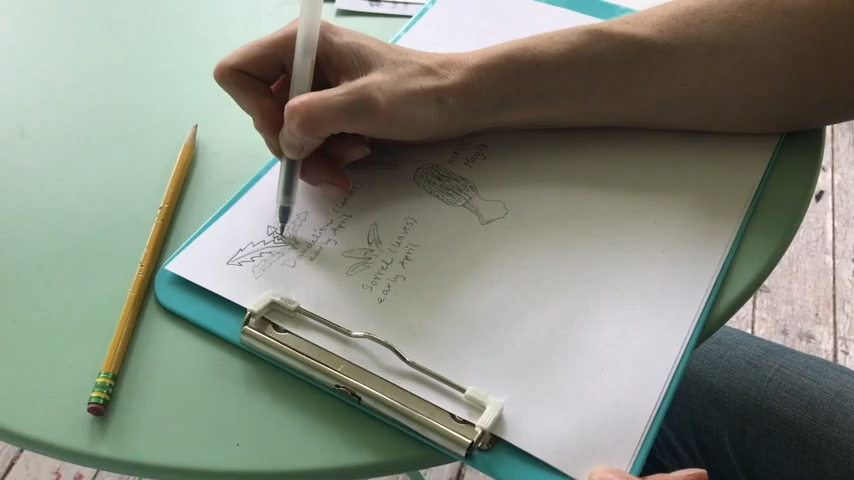 Dandelion (leaves)
early April
Sorrel (leaves)
early April
May